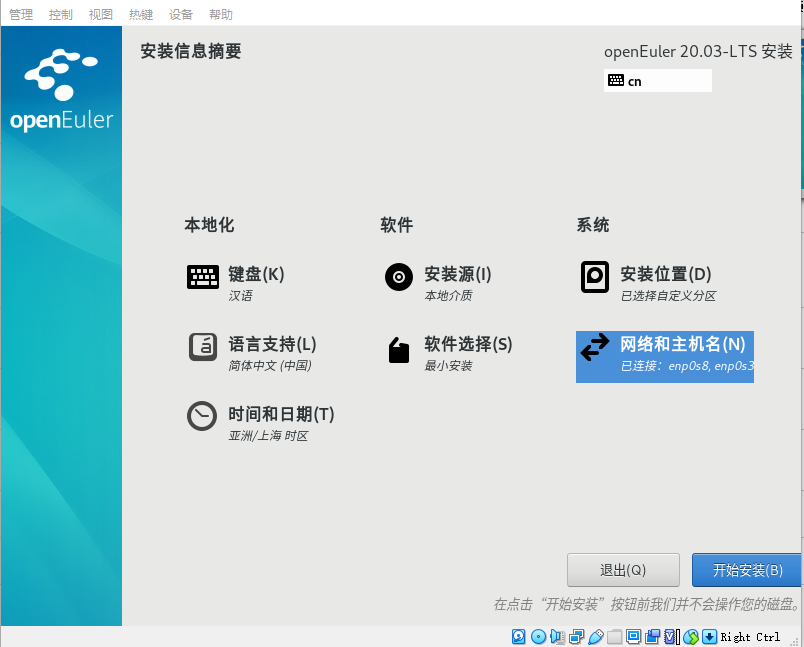 管理 控制 视图 热键 设备 帮助
安装信息摘要
openEuler 20.03-LTS 安装
cn
openEuler
本地化 软件 系统
键盘(K) 安装源(I) 安装位置(D)
汉语 本地介质 已选择自定义分区
语言支持(L) 软件选择(S) 网络和主机名(N)
简体中文 (中国) 最小安装 已连接：enp0s8, enp0s3
时间和日期(T)
亚洲/上海 时区
退出(Q) 开始安装(B)
在点击“开始安装”按钮前我们并不会操作您的磁盘。
Right Ctrl